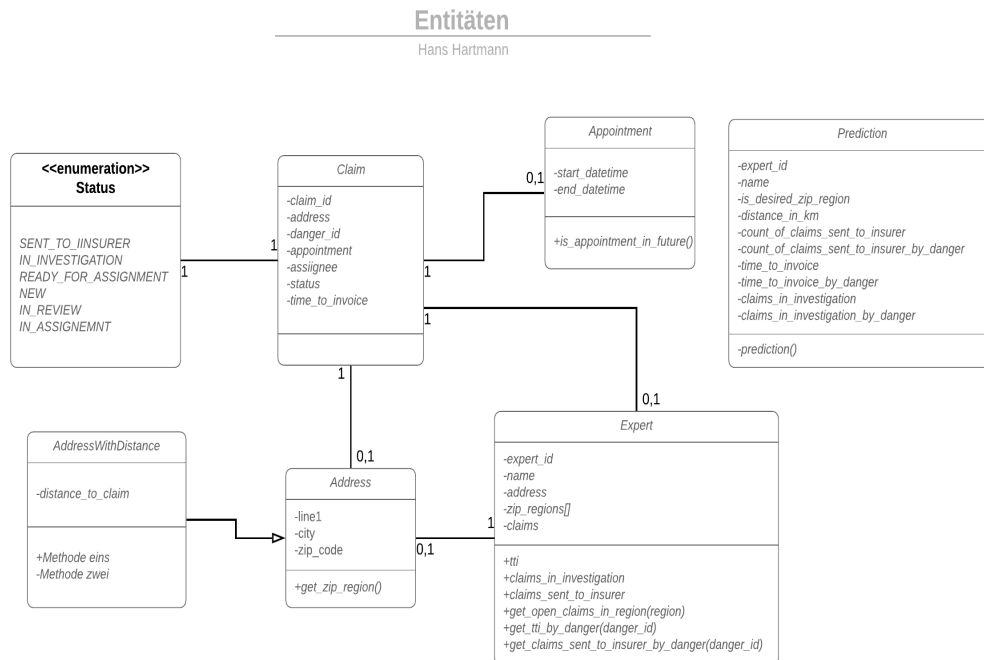 Entitäten
Hans Hartmann
<<enumeration>>
Status
SENT_TO_IINSURER
IN_INVESTIGATION
READY_FOR_ASSIGNMENT
NEW
IN_REVIEW
IN_ASSIGNEMNT
1
1
Claim
-claim_id
-address
-danger_id
-appointment
-assiignee
-status
-time_to_invoice
1
0,1
Appointment
-start_datetime
-end_datetime
+is_appointment_in_future()
Prediction
-expert_id
-name
-is_desired_zip_region
-distance_in_km
-count_of_claims_sent_to_insurer
-count_of_claims_sent_to_insurer_by_danger
-time_to_invoice
-time_to_invoice_by_danger
-claims_in_investigation
-claims_in_investigation_by_danger
-prediction()
1
0,1
1
0,1
AddressWithDistance
-distance_to_claim
+Methode eins
-Methode zwei
Address
-line1
-city
-zip_code
+get_zip_region()
0,1
1
Expert
-expert_id
-name
-address
-zip_regions[]
-claims
+tti
+claims_in_investigation
+claims_sent_to_insurer
+get_open_claims_in_region(region)
+get_tti_by_danger(danger_id)
+get_claims_sent_to_insurer_by_danger(danger_id)